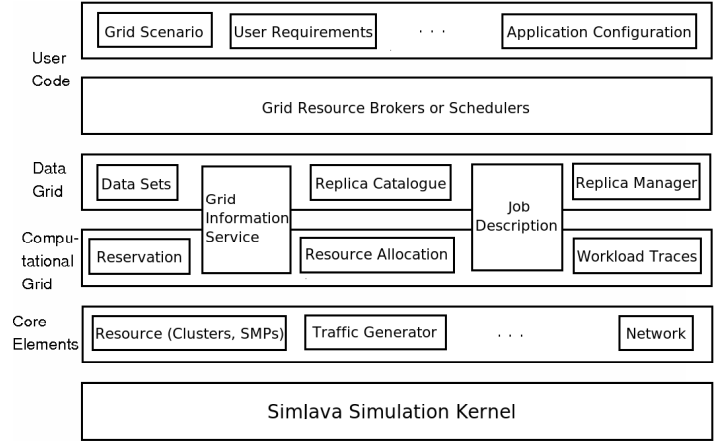 Grid Scenario
User Requirements
. . .
Application Configuration
User
Code
Grid Resource Brokers or Schedulers
Data
Grid
Data Sets
Grid
Information
Service
Replica Catalogue
Job
Description
Replica Manager
Compu-
tational
Grid
Reservation
Resource Allocation
Workload Traces
Core
Elements
Resource (Clusters, SMPs)
Traffic Generator
. . .
Network
SimIava Simulation Kernel